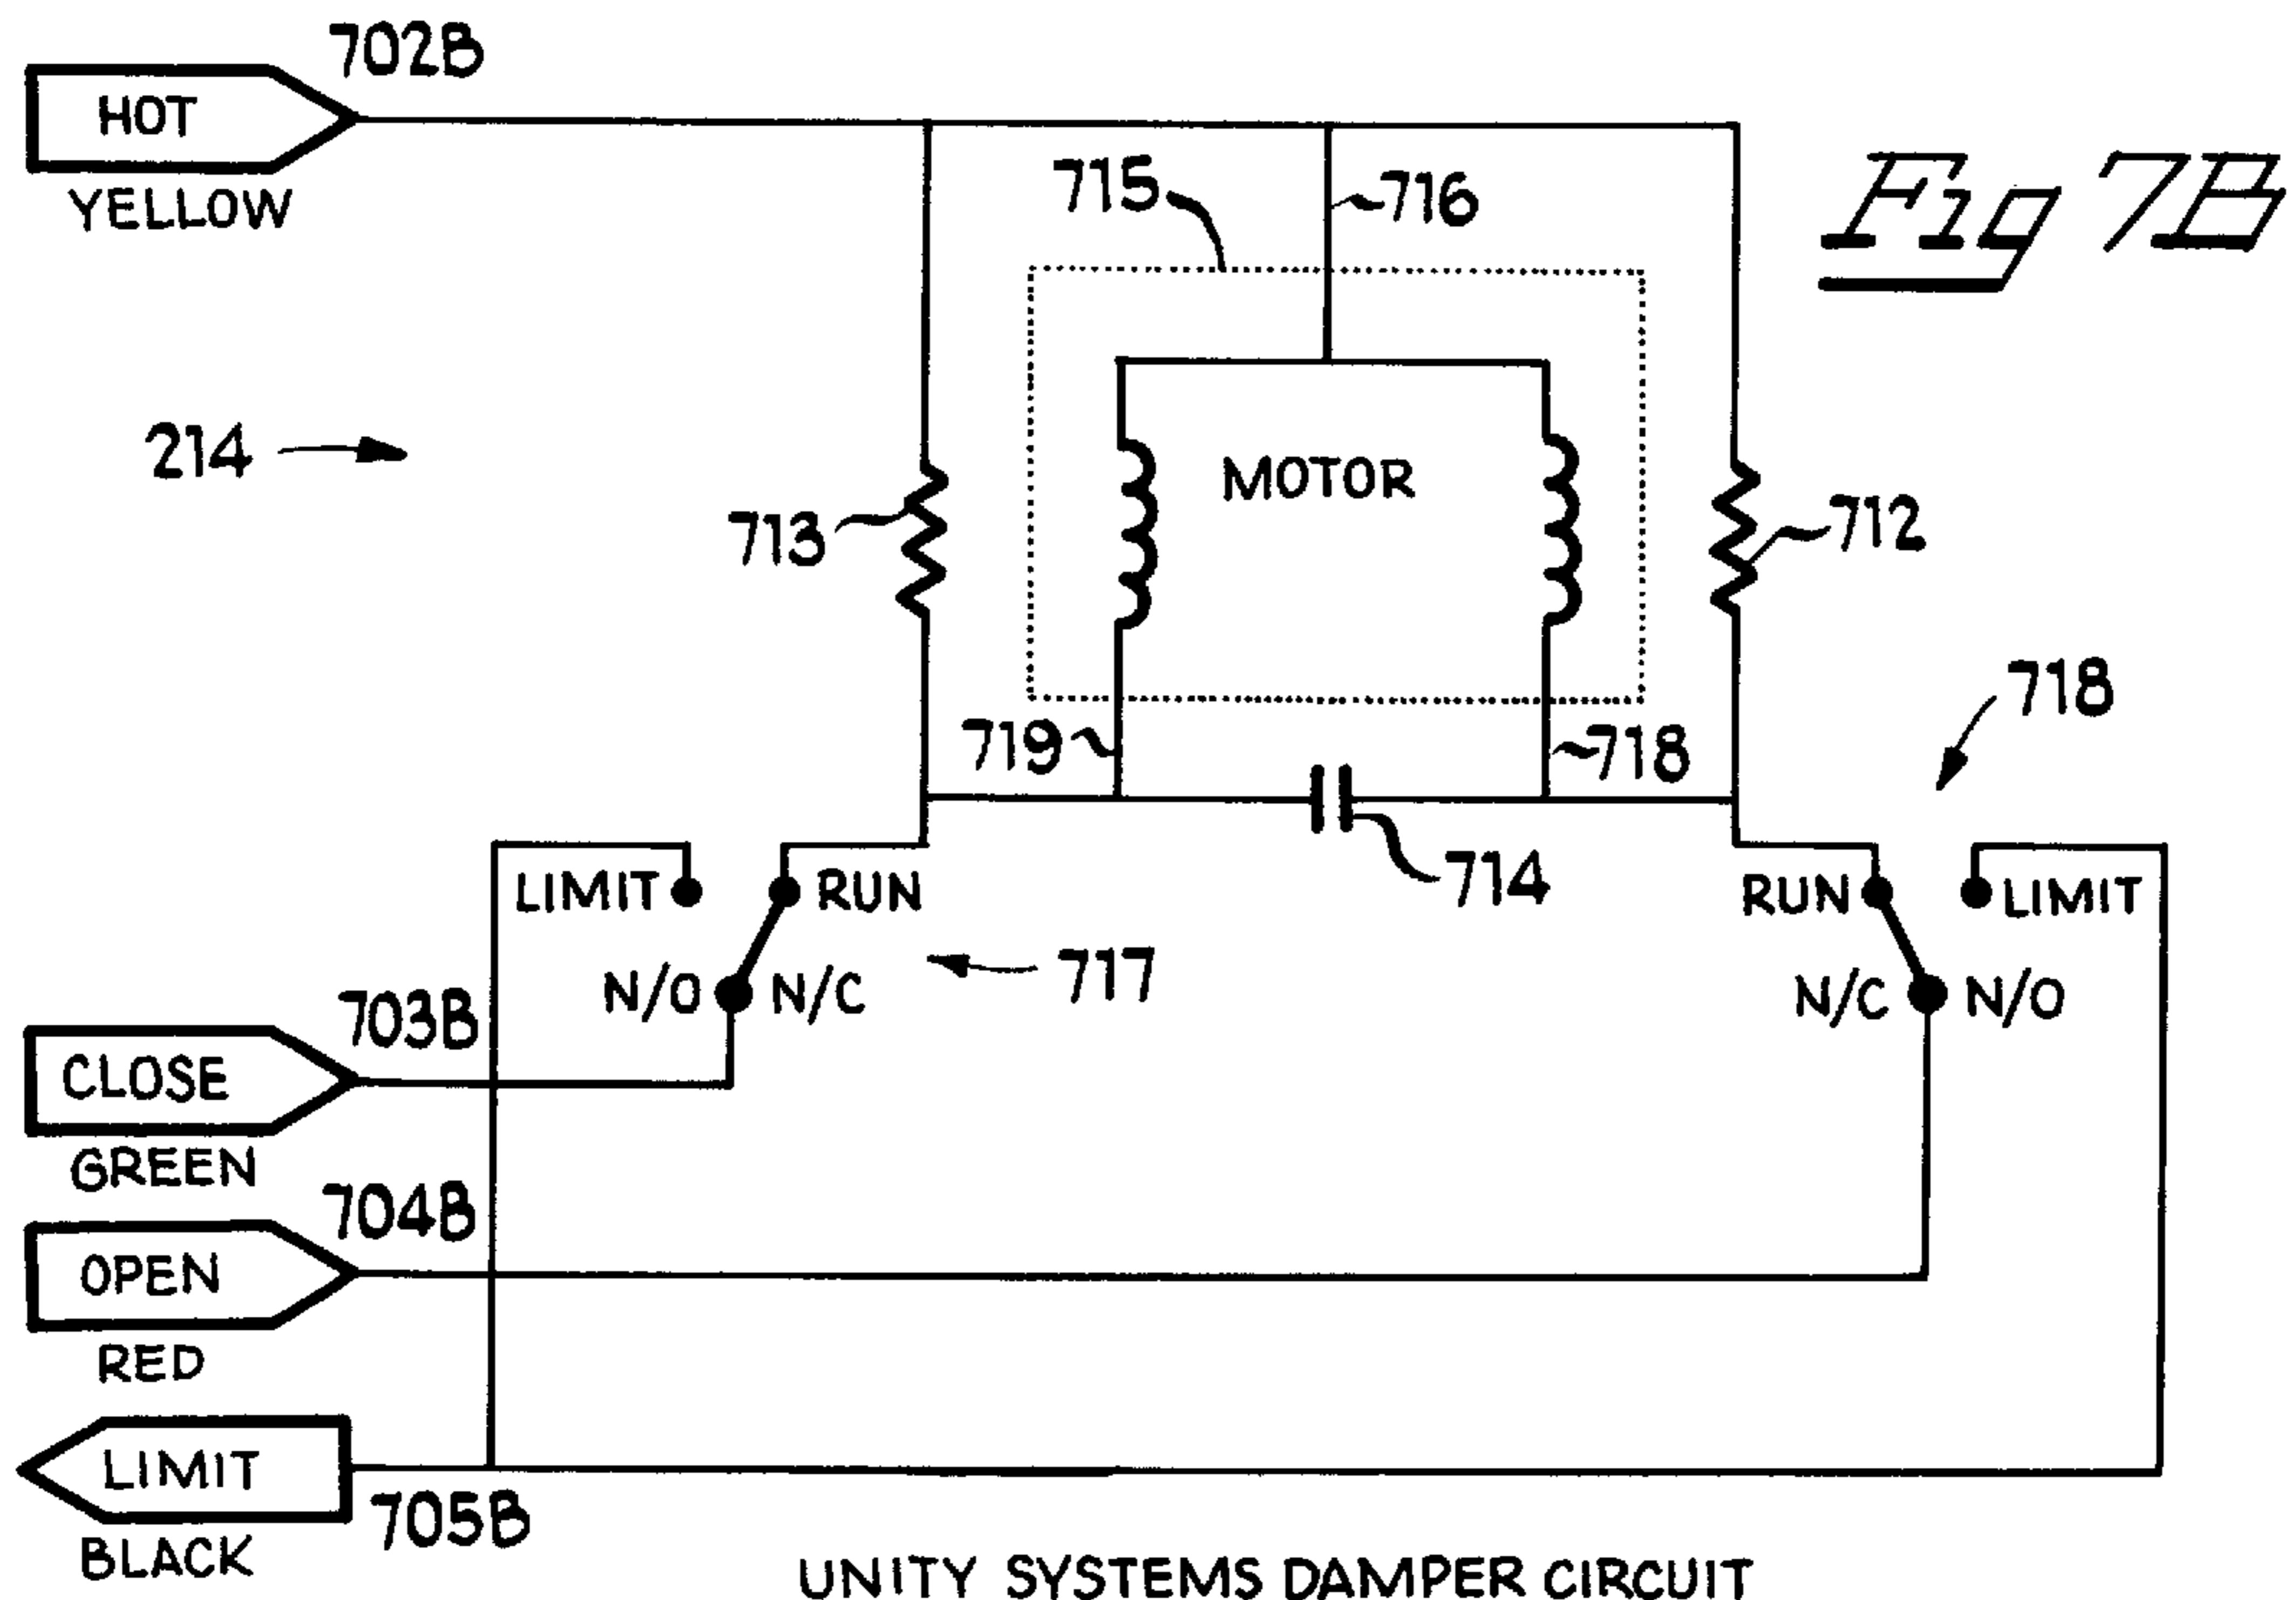 702B
HOT
YELLOW
Fig 7B
715
716
214
MOTOR
713
712
718
719
718
714
LIMIT
RUN
RUN
LIMIT
N/O
N/C
717
N/C
N/O
703B
CLOSE
GREEN
704B
OPEN
RED
LIMIT
705B
BLACK
UNITY SYSTEMS DAMPER CIRCUIT